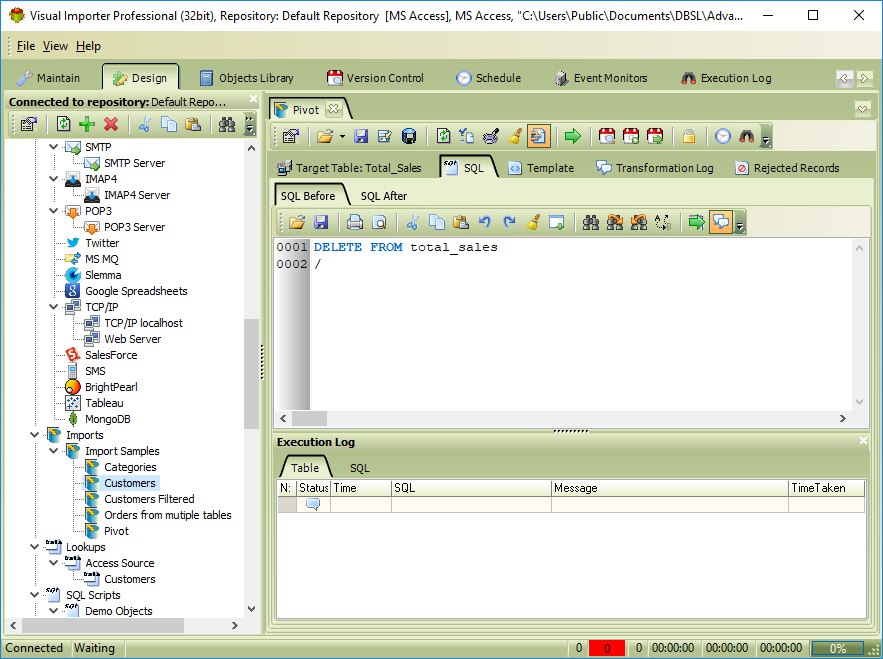 Visual Importer Professional (32bit), Repository: Default Repository [MS Access], MS Access, "C:\Users\Public\Documents\DBSL\Adva...
File View Help
Maintain Design Objects Library Version Control Schedule Event Monitors Execution Log
Connected to repository: Default Repo...
SMTP
SMTP Server
IMAP4
IMAP4 Server
POP3
POP3 Server
Twitter
MS MQ
Slemma
Google Spreadsheets
TCP/IP
TCP/IP localhost
Web Server
SalesForce
SMS
BrightPearl
Tableau
MongoDB
Imports
Import Samples
Categories
Customers
Customers Filtered
Orders from mutiple tables
Pivot
Lookups
Access Source
Customers
SQL Scripts
Demo Objects
Pivot
Target Table: Total_Sales SQL Template Transformation Log Rejected Records
SQL Before SQL After
0001 DELETE FROM total_sales
0002 /
Execution Log
Table SQL
N: Status Time SQL Message TimeTaken
Connected Waiting 0 0 0 00:00:00 00:00:00 00:00:00 0%